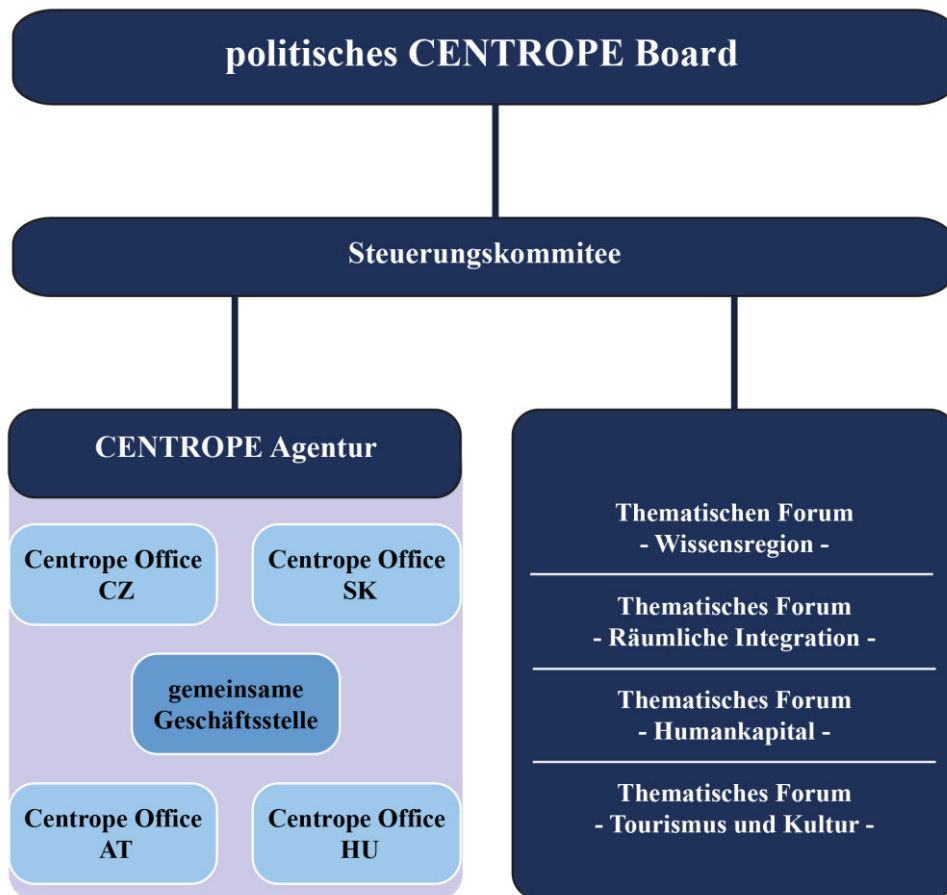 politisches CENTROPE Board
Steuerungskommitee
CENTROPE Agentur
Centrope Office
CZ
Centrope Office
SK
gemeinsame
Geschäftsstelle
Centrope Office
AT
Centrope Office
HU
Thematischen Forum
- Wissensregion -
Thematisches Forum
- Räumliche Integration -
Thematisches Forum
- Humankapital -
Thematisches Forum
- Tourismus und Kultur -